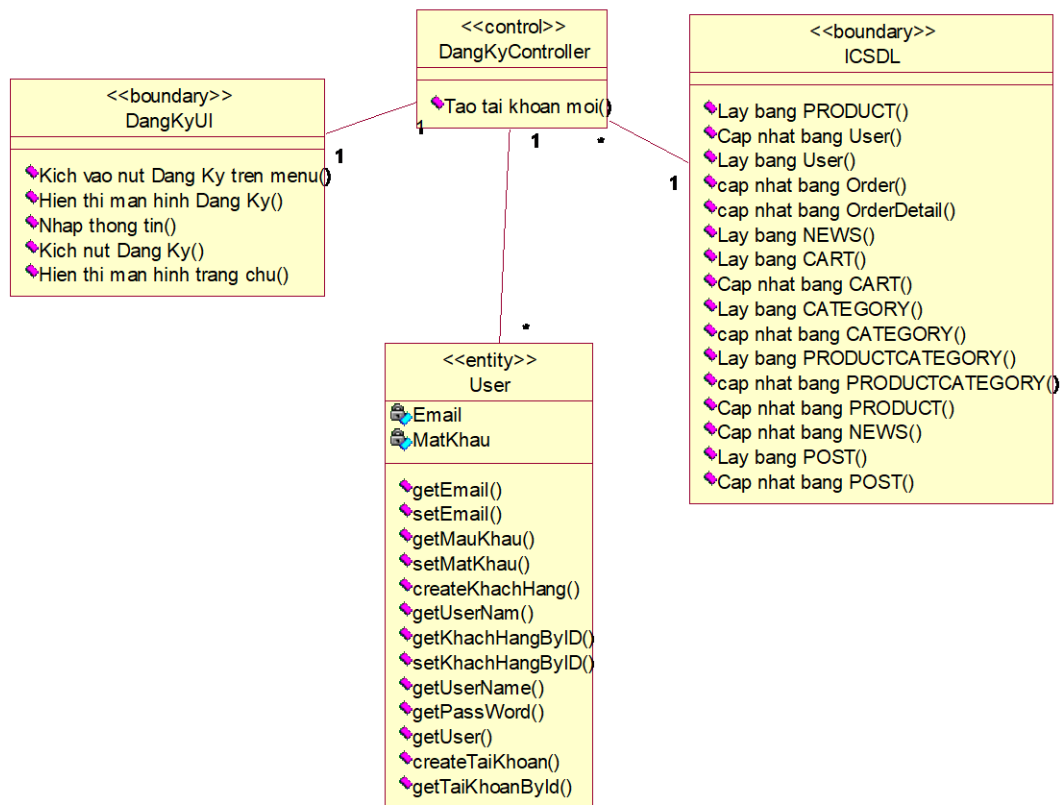 <<control>>
DangKyController
Tao tai khoan moi()
<<boundary>>
DangKyUI
Kich vao nut Dang Ky tren menu()
Hien thi man hinh Dang Ky()
Nhap thong tin()
Kich nut Dang Ky()
Hien thi man hinh trang chu()
1
1
1
*
*
1
<<boundary>>
ICSDL
Lay bang PRODUCT()
Cap nhat bang User()
Lay bang User()
cap nhat bang Order()
cap nhat bang OrderDetail()
Lay bang NEWS()
Lay bang CART()
Cap nhat bang CART()
Lay bang CATEGORY()
cap nhat bang CATEGORY()
Lay bang PRODUCTCATEGORY()
cap nhat bang PRODUCTCATEGORY()
Cap nhat bang PRODUCT()
Cap nhat bang NEWS()
Lay bang POST()
Cap nhat bang POST()
<<entity>>
User
Email
MatKhau
getEmail()
setEmail()
getMauKhau()
setMatKhau()
createKhachHang()
getUserNam()
getKhachHangByID()
setKhachHangByID()
getUserName()
getPassWord()
getUser()
createTaiKhoan()
getTaiKhoanById()